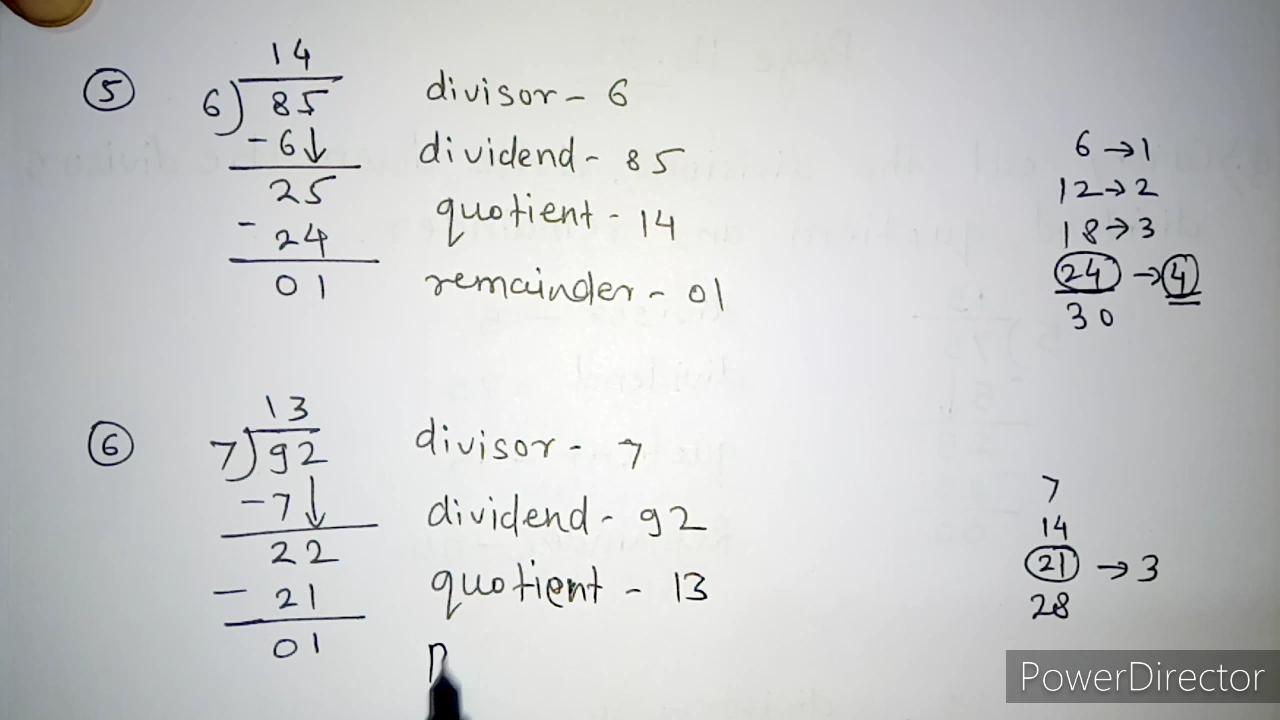 5
14
6) 85
- 6↓
25
- 24
01
divisor - 6
dividend - 85
quotient - 14
remainder - 01
6 → 1
12 → 2
18 → 3
24 → 4
30
6
13
7) 92
- 7↓
22
- 21
01
divisor - 7
dividend - 92
quotient - 13
7
14
21 → 3
28
PowerDirector